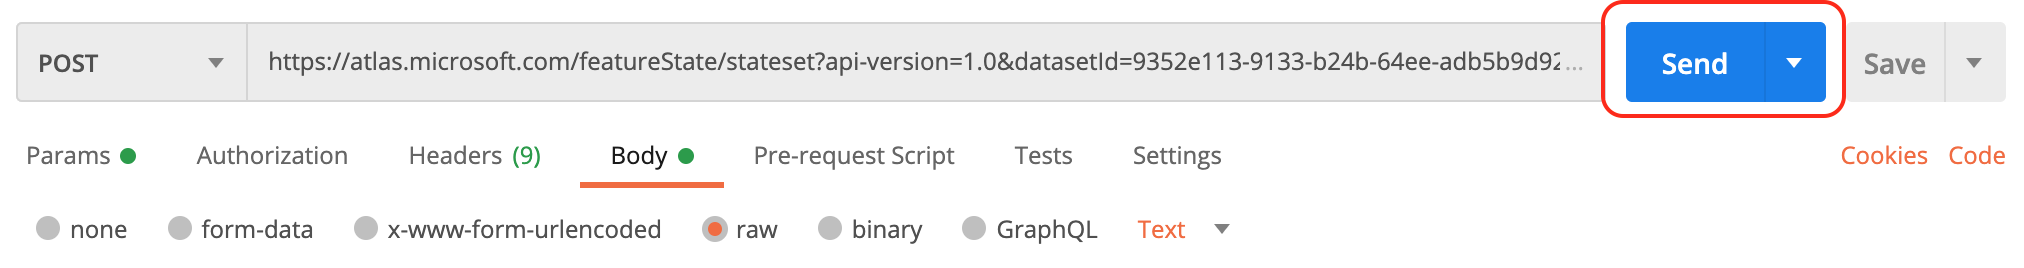 POST https://atlas.microsoft.com/featureState/stateset?api-version=1.0&datasetId=9352e113-9133-b24b-64ee-adb5b9d92... Send Save
Params Authorization Headers (9) Body Pre-request Script Tests Settings Cookies Code
none form-data x-www-form-urlencoded raw binary GraphQL Text